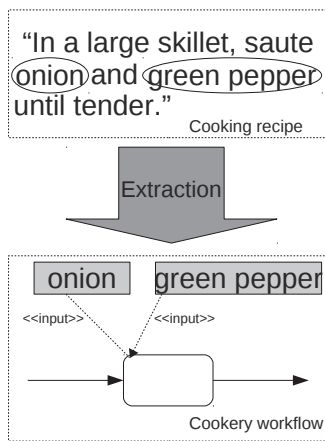 “In a large skillet, saute
onion and green pepper
until tender.”
Cooking recipe
Extraction
onion green pepper
<<input>> <<input>>
Cookery workflow